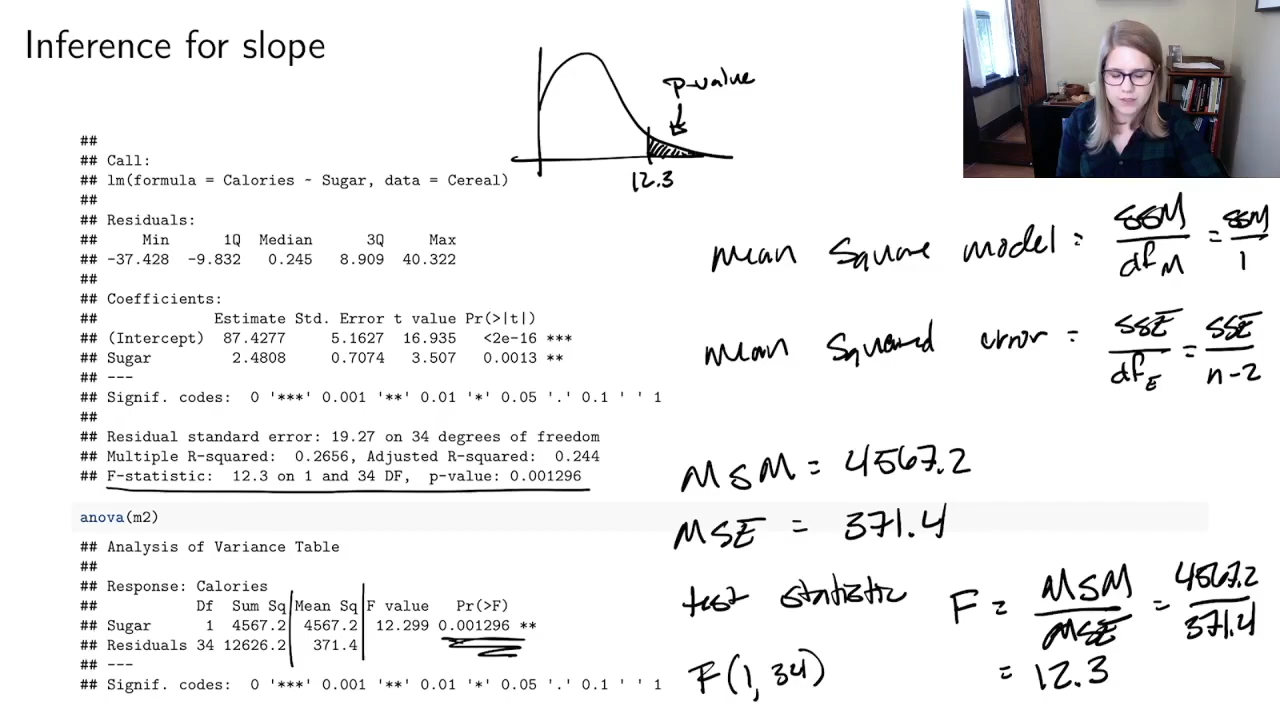 Inference for slope
p-value
12.3
##
## Call:
## lm(formula = Calories ~ Sugar, data = Cereal)
##
## Residuals:
##     Min      1Q  Median      3Q     Max
## -37.428  -9.832   0.245   8.909  40.322
##
## Coefficients:
##             Estimate Std. Error t value Pr(>|t|)
## (Intercept)  87.4277     5.1627  16.935   <2e-16 ***
## Sugar         2.4808     0.7074   3.507   0.0013 **
## ---
## Signif. codes:  0 '***' 0.001 '**' 0.01 '*' 0.05 '.' 0.1 ' ' 1
##
## Residual standard error: 19.27 on 34 degrees of freedom
## Multiple R-squared:  0.2656, Adjusted R-squared:  0.244
## F-statistic:  12.3 on 1 and 34 DF,  p-value: 0.001296
anova(m2)
## Analysis of Variance Table
##
## Response: Calories
##           Df  Sum Sq Mean Sq F value   Pr(>F)
## Sugar      1  4567.2  4567.2  12.299 0.001296 **
## Residuals 34 12626.2   371.4
## ---
## Signif. codes:  0 '***' 0.001 '**' 0.01 '*' 0.05 '.' 0.1 ' ' 1
mean square model = SSM/df_M = SSM/1
mean squared error = SSE/df_E = SSE/n-2
MSM = 4567.2
MSE = 371.4
test statistic F = MSM/MSE = 4567.2/371.4
F(1,34) = 12.3